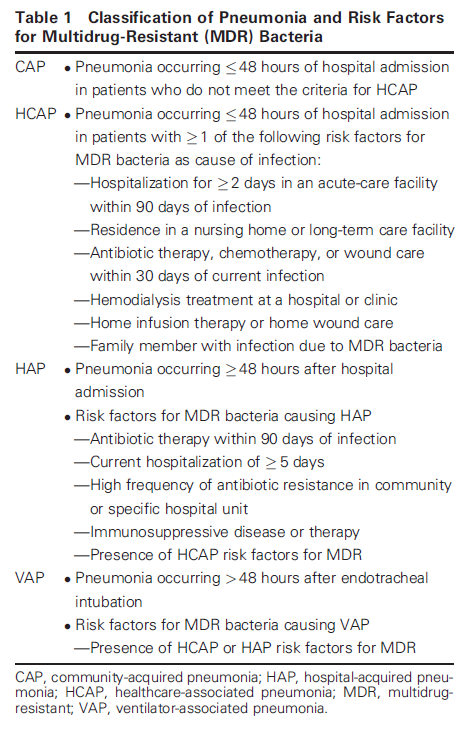 Table 1 Classification of Pneumonia and Risk Factors
for Multidrug-Resistant (MDR) Bacteria
CAP • Pneumonia occurring ≤48 hours of hospital admission
in patients who do not meet the criteria for HCAP
HCAP • Pneumonia occurring ≤48 hours of hospital admission
in patients with ≥1 of the following risk factors for
MDR bacteria as cause of infection:
—Hospitalization for ≥2 days in an acute-care facility
within 90 days of infection
—Residence in a nursing home or long-term care facility
—Antibiotic therapy, chemotherapy, or wound care
within 30 days of current infection
—Hemodialysis treatment at a hospital or clinic
—Home infusion therapy or home wound care
—Family member with infection due to MDR bacteria
HAP • Pneumonia occurring ≥48 hours after hospital
admission
• Risk factors for MDR bacteria causing HAP
—Antibiotic therapy within 90 days of infection
—Current hospitalization of ≥5 days
—High frequency of antibiotic resistance in community
or specific hospital unit
—Immunosuppressive disease or therapy
—Presence of HCAP risk factors for MDR
VAP • Pneumonia occurring >48 hours after endotracheal
intubation
• Risk factors for MDR bacteria causing VAP
—Presence of HCAP or HAP risk factors for MDR
CAP, community-acquired pneumonia; HAP, hospital-acquired pneu-
monia; HCAP, healthcare-associated pneumonia; MDR, multidrug-
resistant; VAP, ventilator-associated pneumonia.